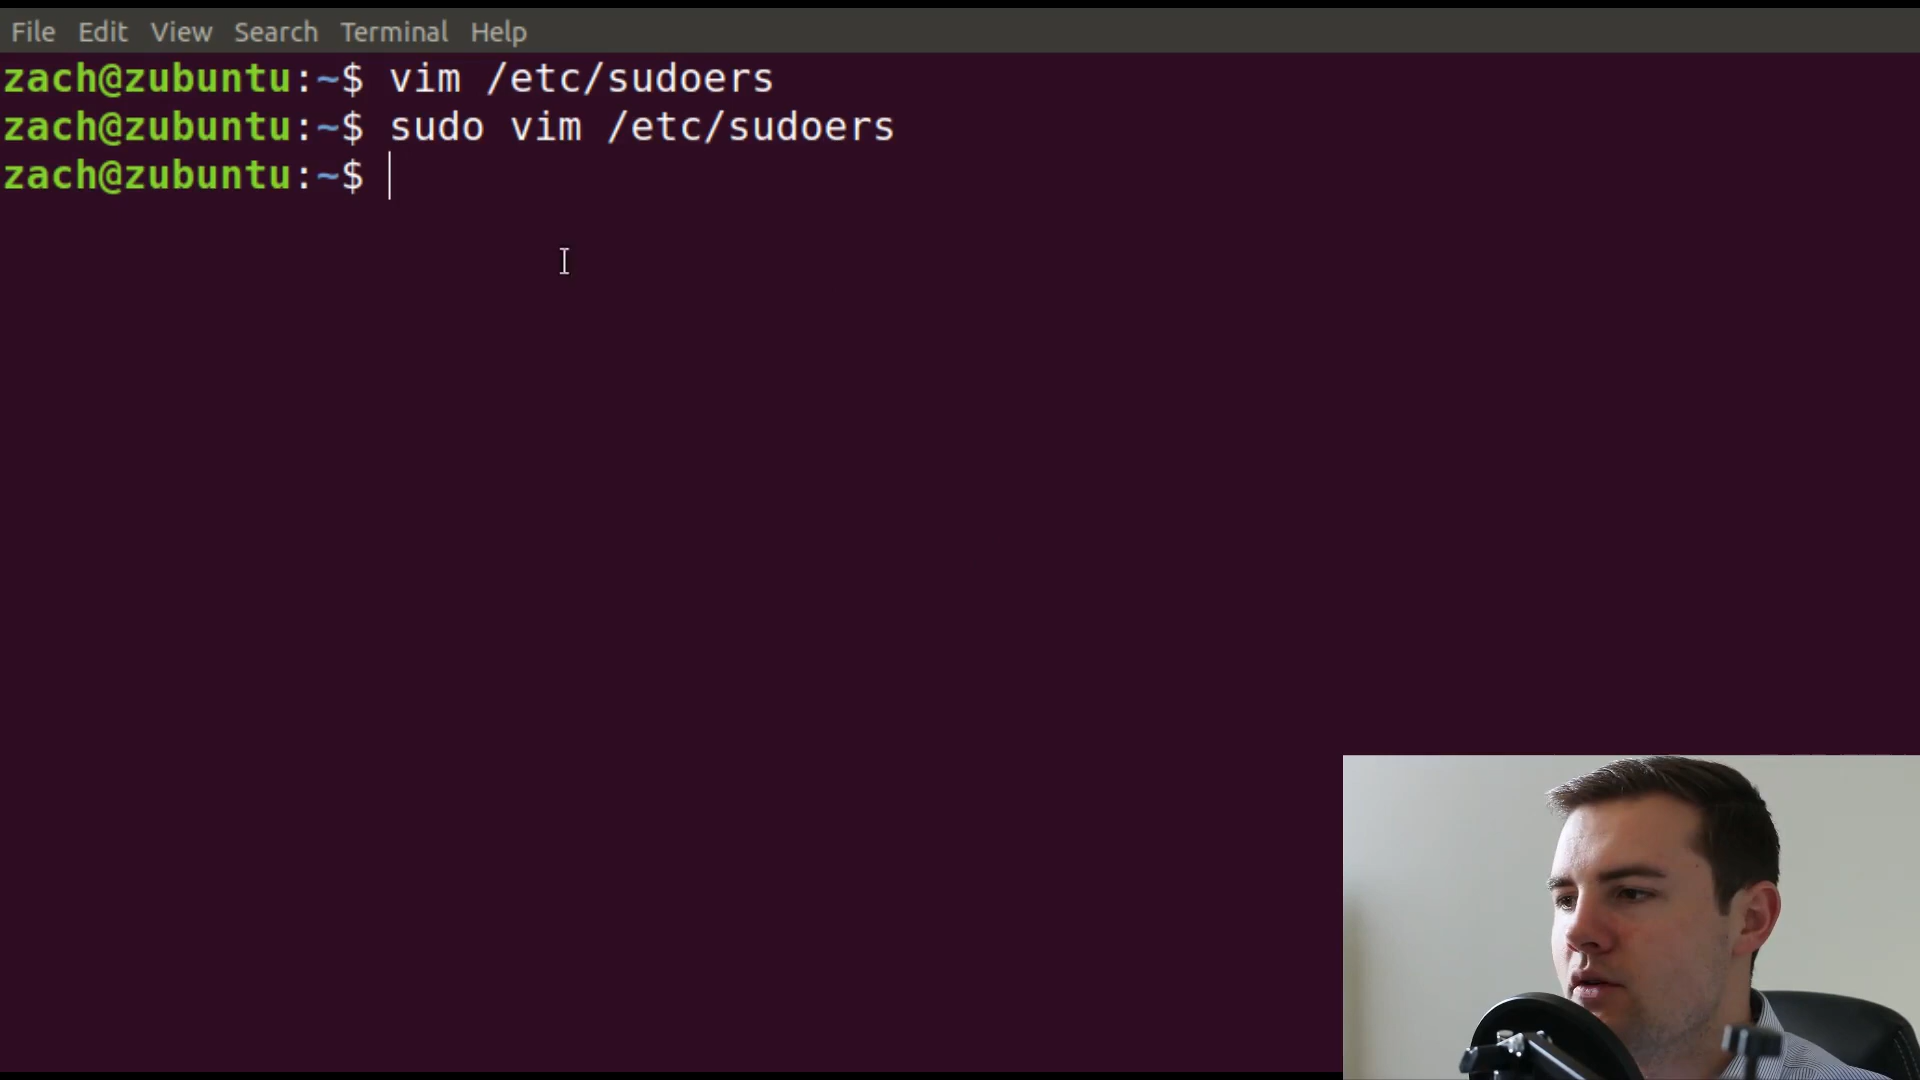 File Edit View Search Terminal Help
zach@zubuntu:~$ vim /etc/sudoers
zach@zubuntu:~$ sudo vim /etc/sudoers
zach@zubuntu:~$